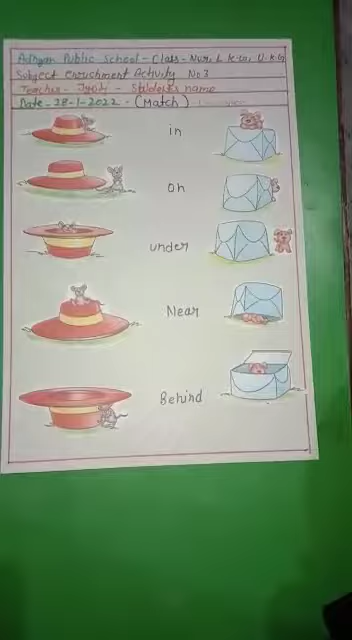 Public School - Class - Nur, L.K.G, U.K.G
Subject enrichment Activity No 3
Teacher - Jyoti - Students name
Date - 28-1-2022 - (Match)
in
on
under
Near
Behind